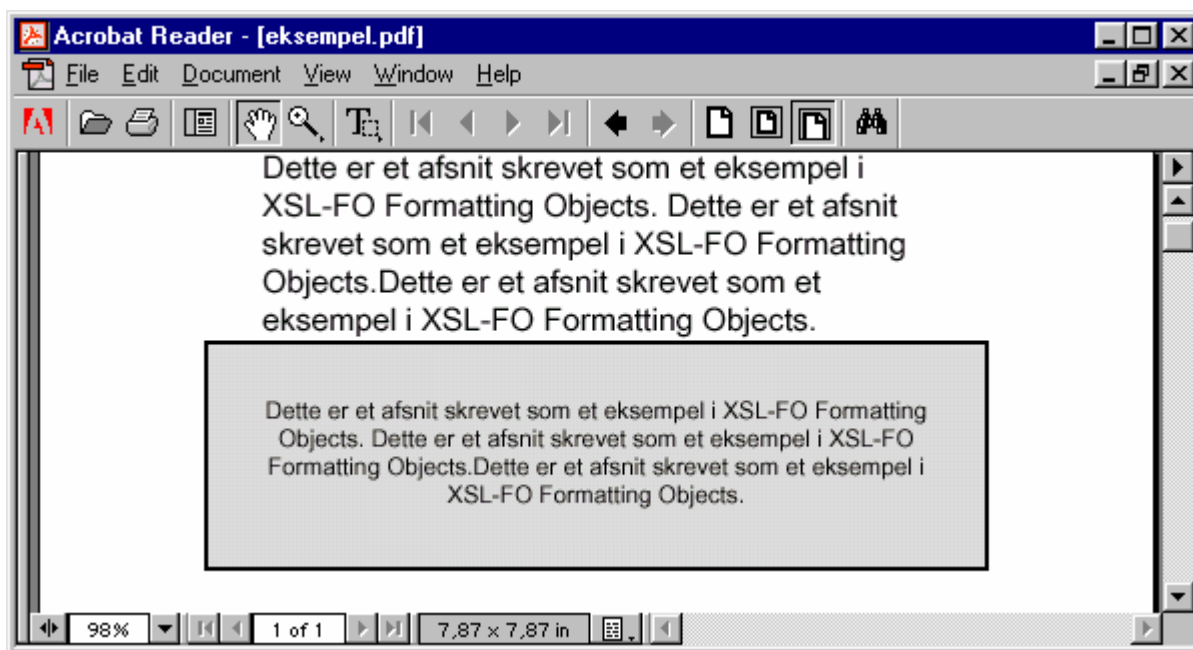 Acrobat Reader - [eksempel.pdf]
File Edit Document View Window Help
Dette er et afsnit skrevet som et eksempel i
XSL-FO Formatting Objects. Dette er et afsnit
skrevet som et eksempel i XSL-FO Formatting
Objects.Dette er et afsnit skrevet som et
eksempel i XSL-FO Formatting Objects.
Dette er et afsnit skrevet som et eksempel i XSL-FO Formatting
Objects. Dette er et afsnit skrevet som et eksempel i XSL-FO
Formatting Objects.Dette er et afsnit skrevet som et eksempel i
XSL-FO Formatting Objects.
98% 1 of 1 7,87 x 7,87 in